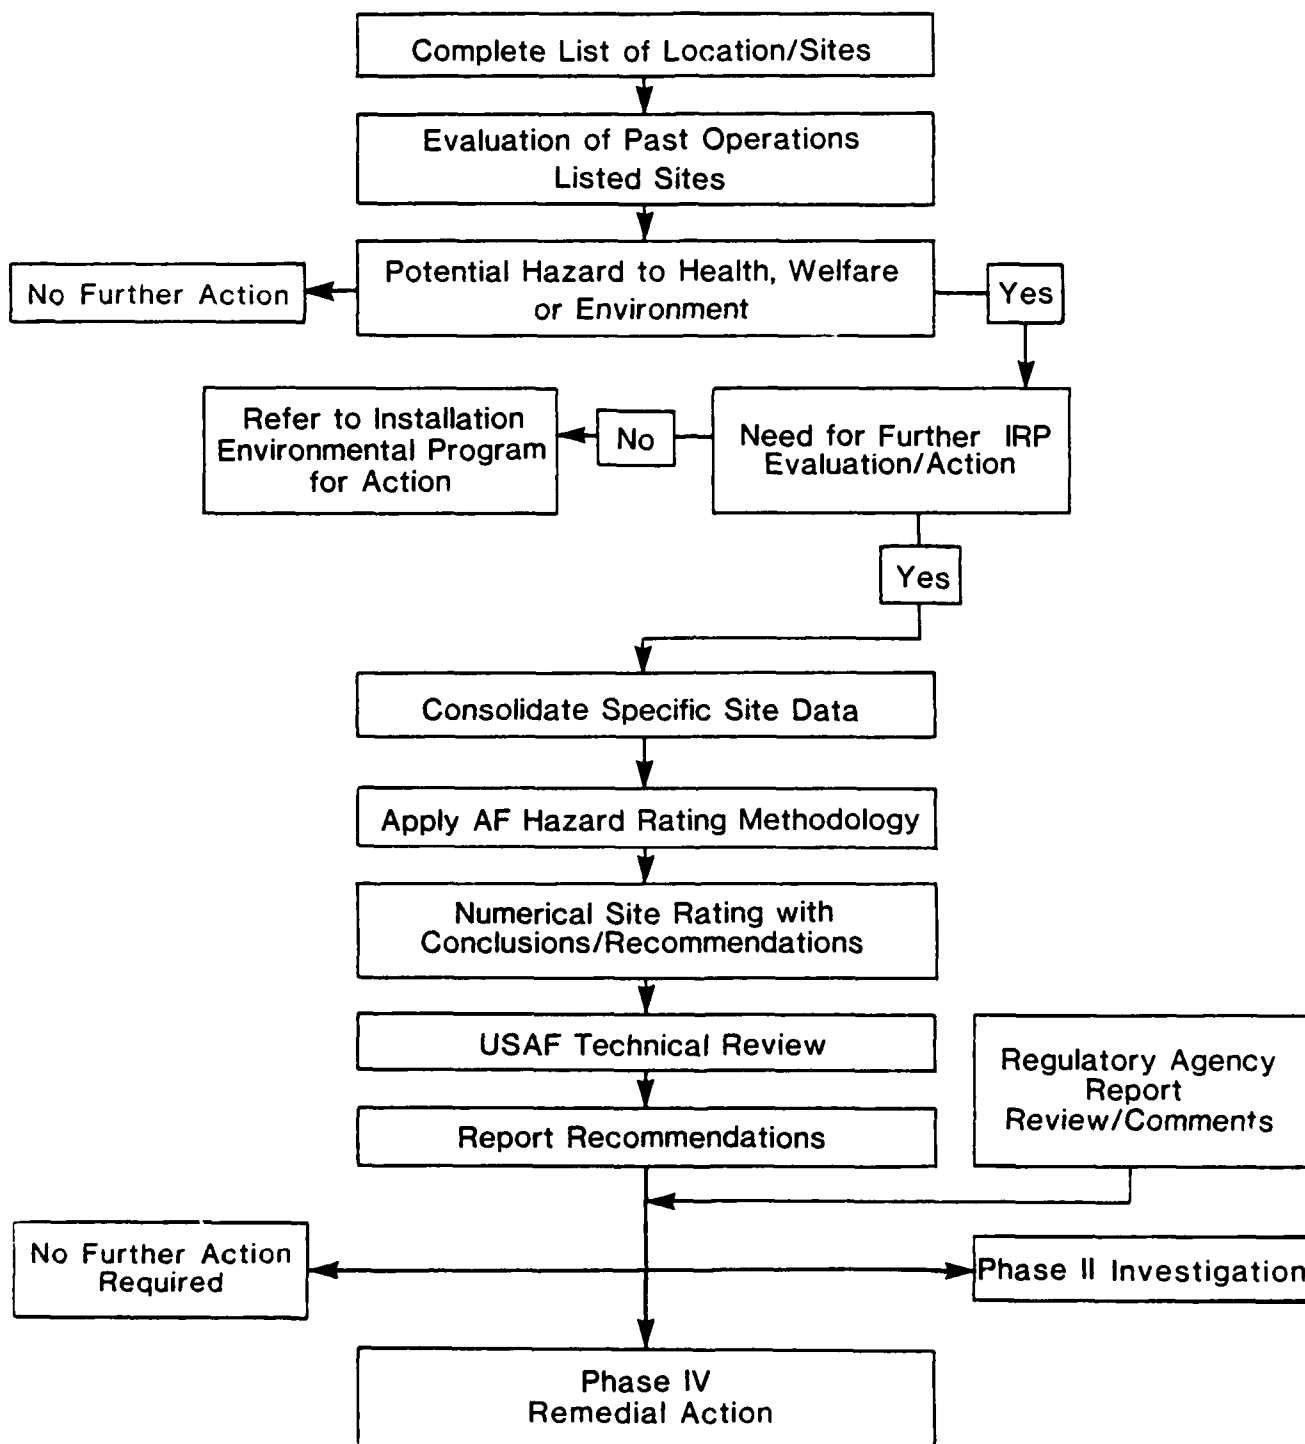 Complete List of Location/Sites
Evaluation of Past Operations
Listed Sites
Potential Hazard to Health, Welfare
or Environment
No Further Action
Yes
Refer to Installation
Environmental Program
for Action
No
Need for Further IRP
Evaluation/Action
Yes
Consolidate Specific Site Data
Apply AF Hazard Rating Methodology
Numerical Site Rating with
Conclusions/Recommendations
USAF Technical Review
Regulatory Agency
Report
Review/Comments
Report Recommendations
No Further Action
Required
Phase II Investigation
Phase IV
Remedial Action